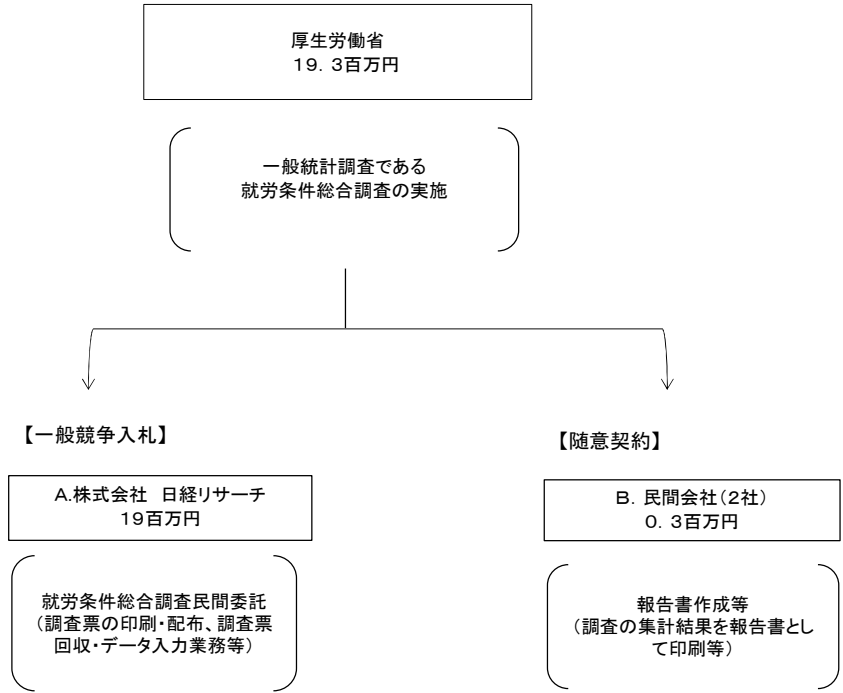 厚生労働省
19.3百万円
一般統計調査である
就労条件総合調査の実施
【一般競争入札】
【随意契約】
A.株式会社　日経リサーチ
19百万円
B. 民間会社(2社)
0.3百万円
就労条件総合調査民間委託
(調査票の印刷・配布、調査票
回収・データ入力業務等)
報告書作成等
(調査の集計結果を報告書とし
て印刷等)